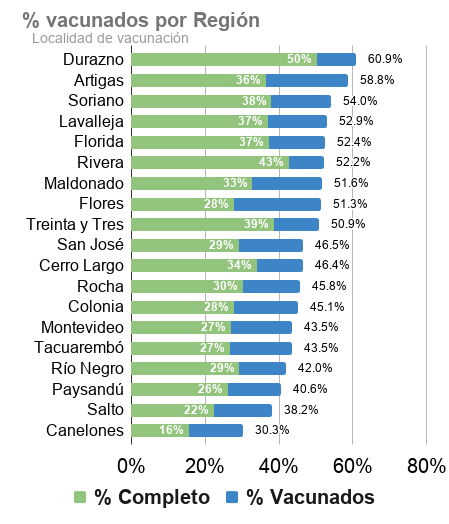 % vacunados por Región
Localidad de vacunación
Durazno 50% 60.9%
Artigas 36% 58.8%
Soriano 38% 54.0%
Lavalleja 37% 52.9%
Florida 37% 52.4%
Rivera 43% 52.2%
Maldonado 33% 51.6%
Flores 28% 51.3%
Treinta y Tres 39% 50.9%
San José 29% 46.5%
Cerro Largo 34% 46.4%
Rocha 30% 45.8%
Colonia 28% 45.1%
Montevideo 27% 43.5%
Tacuarembó 27% 43.5%
Río Negro 29% 42.0%
Paysandú 26% 40.6%
Salto 22% 38.2%
Canelones 16% 30.3%
0% 20% 40% 60% 80%
% Completo % Vacunados